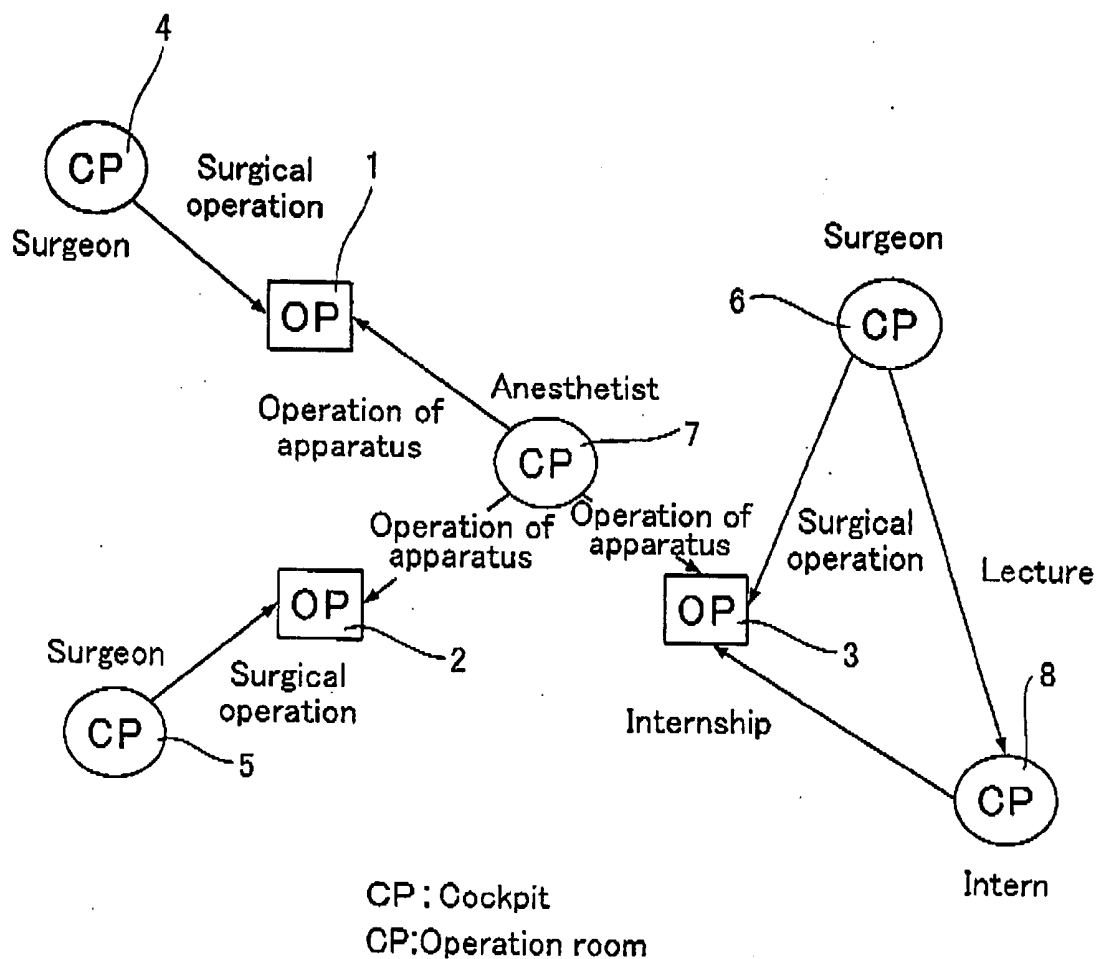 4
CP
Surgical
operation
1
Surgeon
OP
Surgeon
6
CP
Anesthetist
Operation of
apparatus
7
CP
Operation of
apparatus
Operation of
apparatus
Surgical
operation
Lecture
OP
2
OP
3
Surgeon
Surgical
operation
CP
5
Internship
8
CP
Intern
CP: Cockpit
CP:Operation room